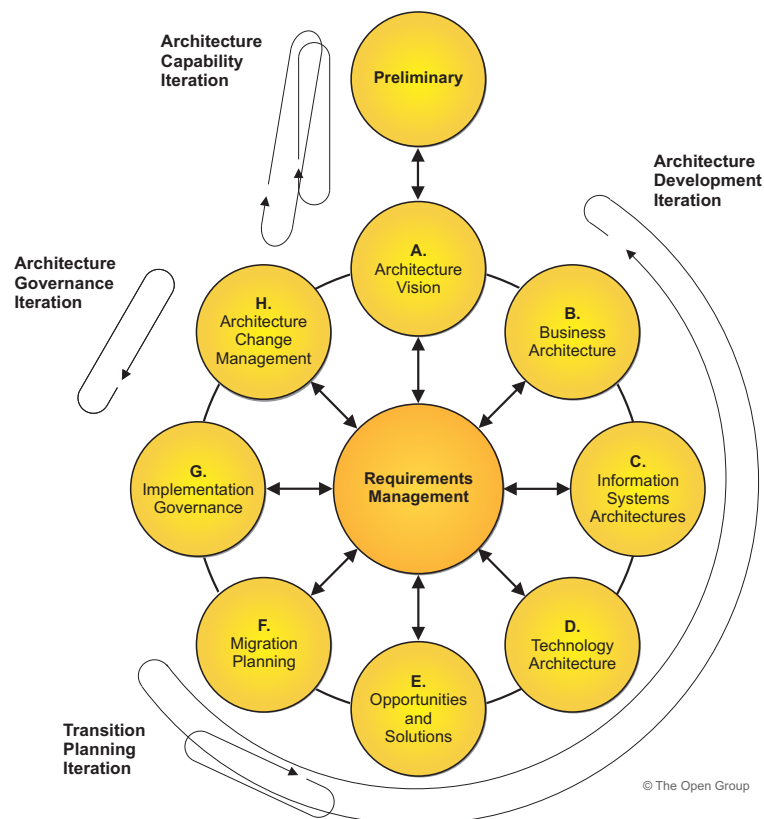 Architecture
Capability
Iteration
Preliminary
Architecture
Development
Iteration
A.
Architecture
Vision
Architecture
Governance
Iteration
H.
Architecture
Change
Management
B.
Business
Architecture
G.
Implementation
Governance
Requirements
Management
C.
Information
Systems
Architectures
F.
Migration
Planning
D.
Technology
Architecture
E.
Opportunities
and
Solutions
Transition
Planning
Iteration
© The Open Group